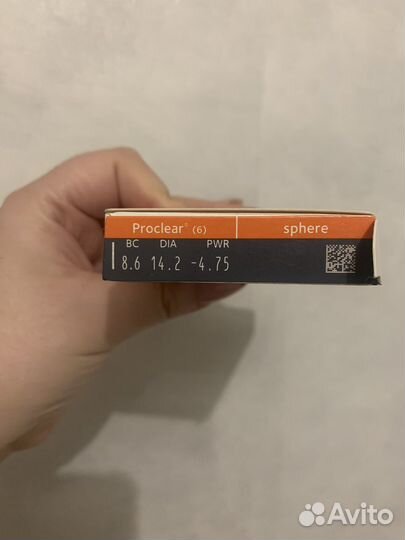 Proclear® (6) sphere
BC DIA PWR
8.6 14.2 -4.75
Avito